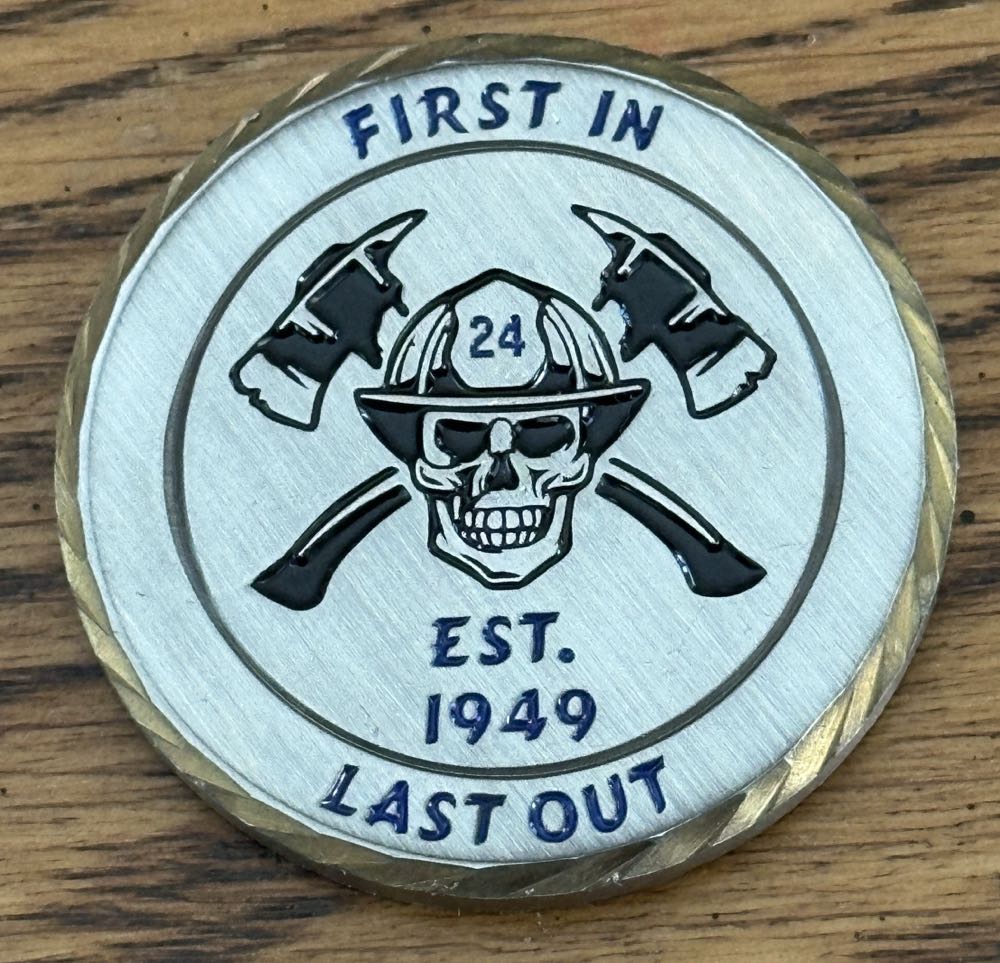 FIRST IN
24
EST.
1949
LAST OUT